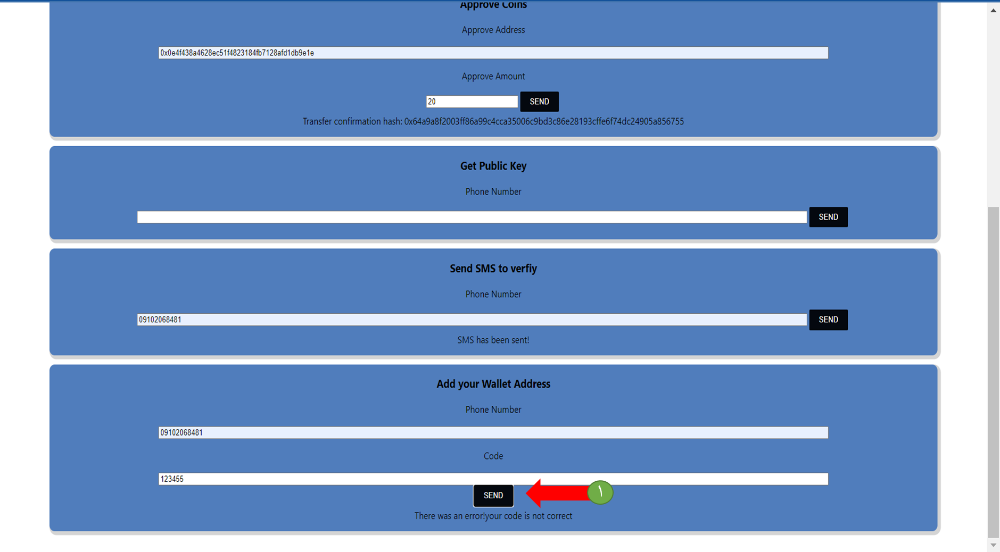 Approve Coins
Approve Address
0x0e4f438a4628ec51f4823184fb7128afd1db9e1e
Approve Amount
20 SEND
Transfer confirmation hash: 0x64a9a8f2003ff86a99c4cca35006c9bd3c86e28193cffe6f74dc24905a856755
Get Public Key
Phone Number
SEND
Send SMS to verfiy
Phone Number
09102068481 SEND
SMS has been sent!
Add your Wallet Address
Phone Number
09102068481
Code
123455
SEND ۱
There was an error!your code is not correct